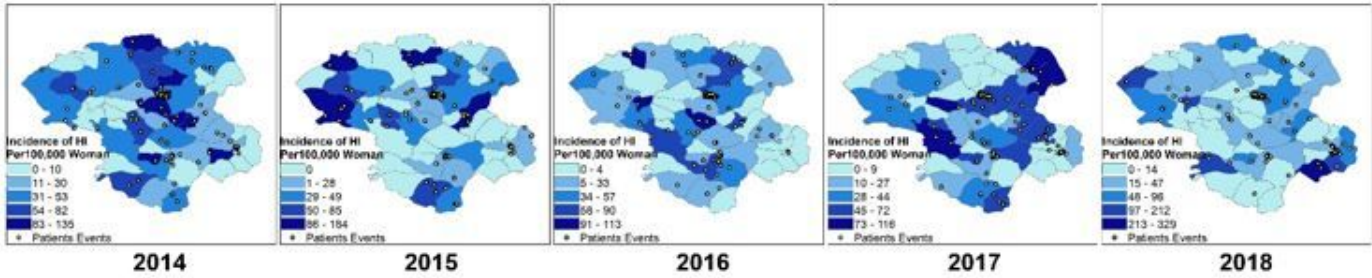 Incidence of HI
Per100,000 Woman
0 - 10
11 - 30
31 - 53
54 - 82
83 - 135
Patients Events
2014
Incidence of HI
Per100,000 Woman
0
1 - 28
29 - 49
50 - 85
86 - 184
Patients Events
2015
Incidence of HI
Per100,000 Woman
0 - 4
5 - 33
34 - 57
58 - 90
91 - 113
Patients Events
2016
Incidence of HI
Per100,000 Woman
0 - 9
10 - 27
28 - 44
45 - 72
73 - 116
Patients Events
2017
Incidence of HI
Per100,000 Woman
0 - 14
15 - 47
48 - 96
97 - 212
213 - 329
Patients Events
2018